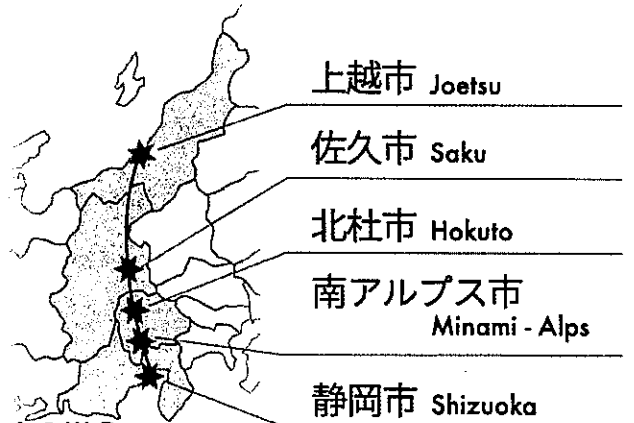 上越市 Joetsu
佐久市 Saku
北杜市 Hokuto
南アルプス市
Minami - Alps
静岡市 Shizuoka